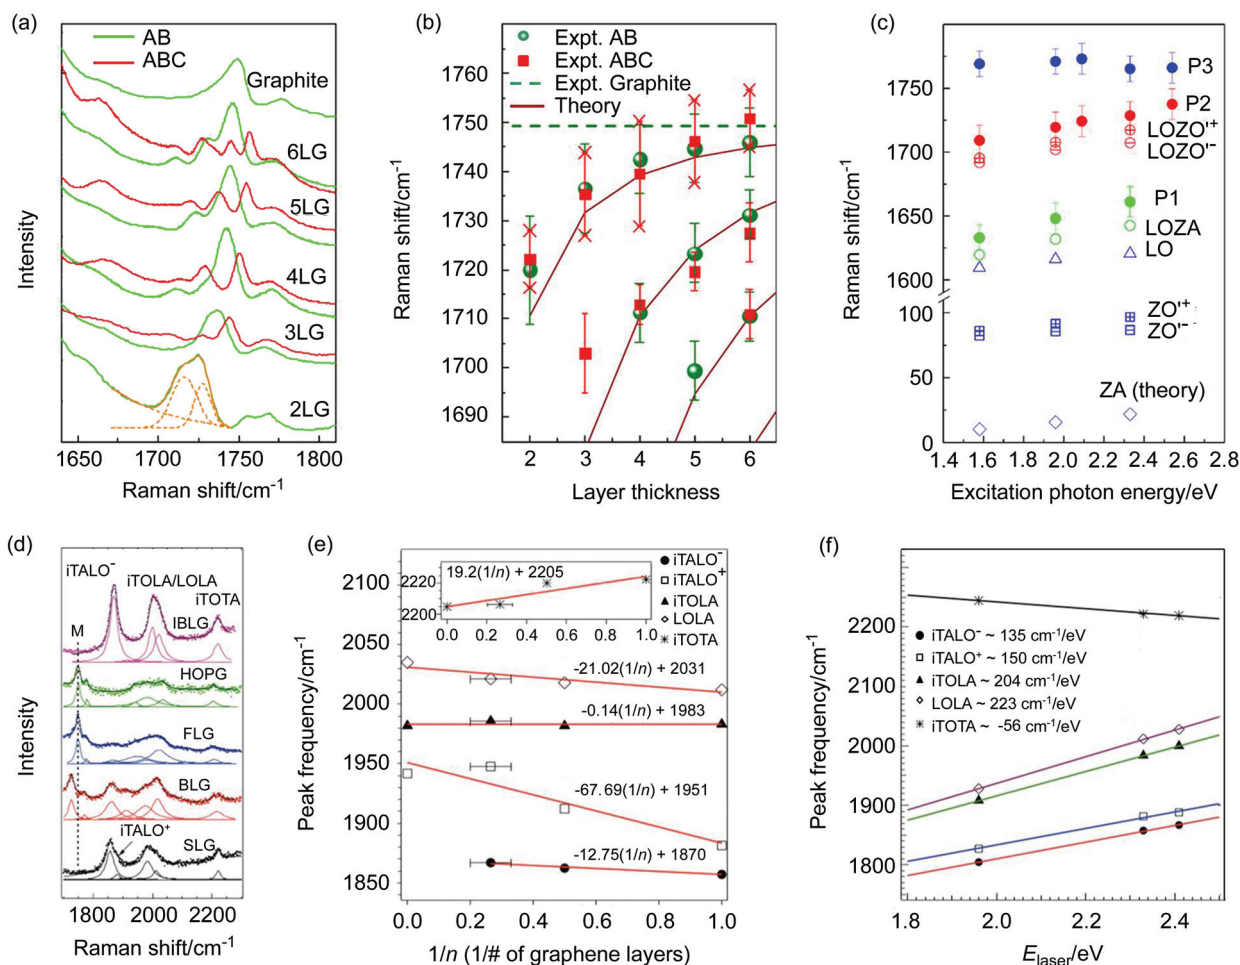 (a)
AB
ABC
Graphite
6LG
5LG
4LG
3LG
2LG
Intensity
1650 1700 1750 1800
Raman shift/cm-1
(b)
Expt. AB
Expt. ABC
Expt. Graphite
Theory
1760
1750
1740
1730
1720
1710
1700
1690
Raman shift/cm-1
2 3 4 5 6
Layer thickness
(c)
P3
P2
LOZO'+
LOZO'-
P1
LOZA
LO
ZO'+
ZO'-
ZA (theory)
1750
1700
1650
1600
100
50
0
Raman shift/cm-1
1.4 1.6 2.0 2.2 2.4 2.6 2.8
Excitation photon energy/eV
(d)
iTALO-
iTOLA/LOLA
iTOTA
M
IBLG
HOPG
FLG
BLG
iTALO+
SLG
Intensity
1800 2000 2200
Raman shift/cm-1
(e)
19.2(1/n) + 2205
2220
2200
0.0 0.2 0.4 0.6 0.8 1.0
iTALO-
iTALO+
iTOLA
LOLA
iTOTA
-21.02(1/n) + 2031
-0.14(1/n) + 1983
-67.69(1/n) + 1951
-12.75(1/n) + 1870
2100
2050
2000
1950
1900
1850
Peak frequency/cm-1
0.0 0.2 0.4 0.6 0.8 1.0
1/n (1/# of graphene layers)
(f)
iTALO- ~ 135 cm-1/eV
iTALO+ ~ 150 cm-1/eV
iTOLA ~ 204 cm-1/eV
LOLA ~ 223 cm-1/eV
iTOTA ~ -56 cm-1/eV
2200
2100
2000
1900
1800
Peak frequency/cm-1
1.8 2.0 2.2 2.4
Elaser/eV